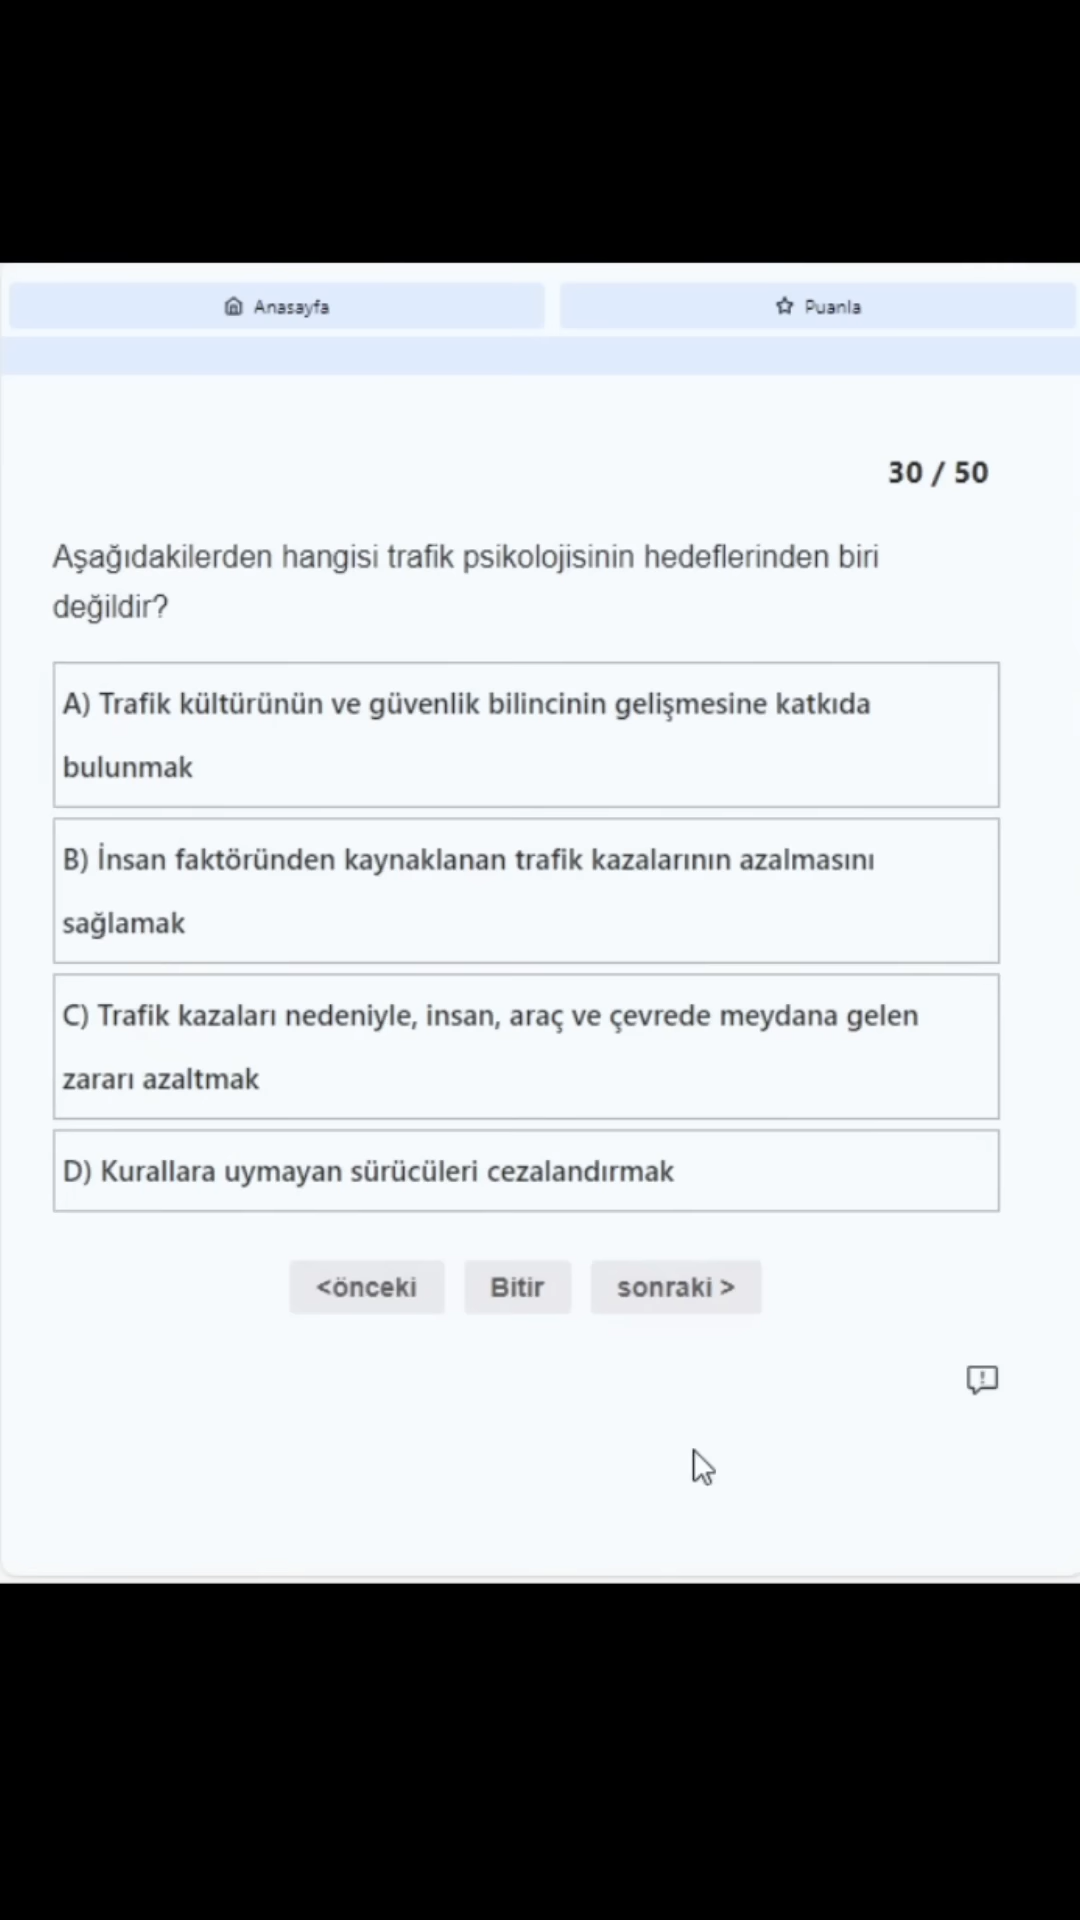 Anasayfa
Puanla
30 / 50
Aşağıdakilerden hangisi trafik psikolojisinin hedeflerinden biri
değildir?
A) Trafik kültürünün ve güvenlik bilincinin gelişmesine katkıda
bulunmak
B) İnsan faktöründen kaynaklanan trafik kazalarının azalmasını
sağlamak
C) Trafik kazaları nedeniyle, insan, araç ve çevrede meydana gelen
zararı azaltmak
D) Kurallara uymayan sürücüleri cezalandırmak
<önceki
Bitir
sonraki >